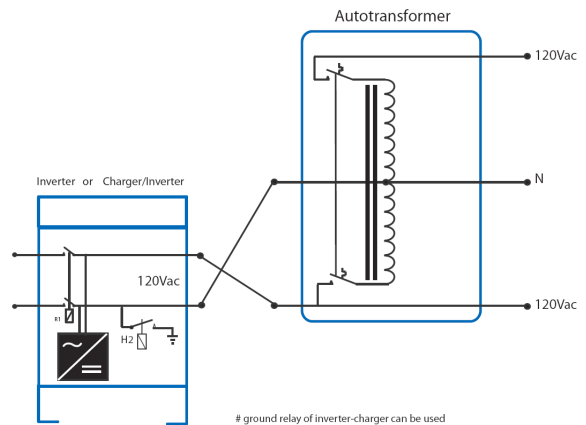 Autotransformer
120Vac
Inverter or Charger/Inverter
N
120Vac
R1
H2
120Vac
# ground relay of inverter-charger can be used